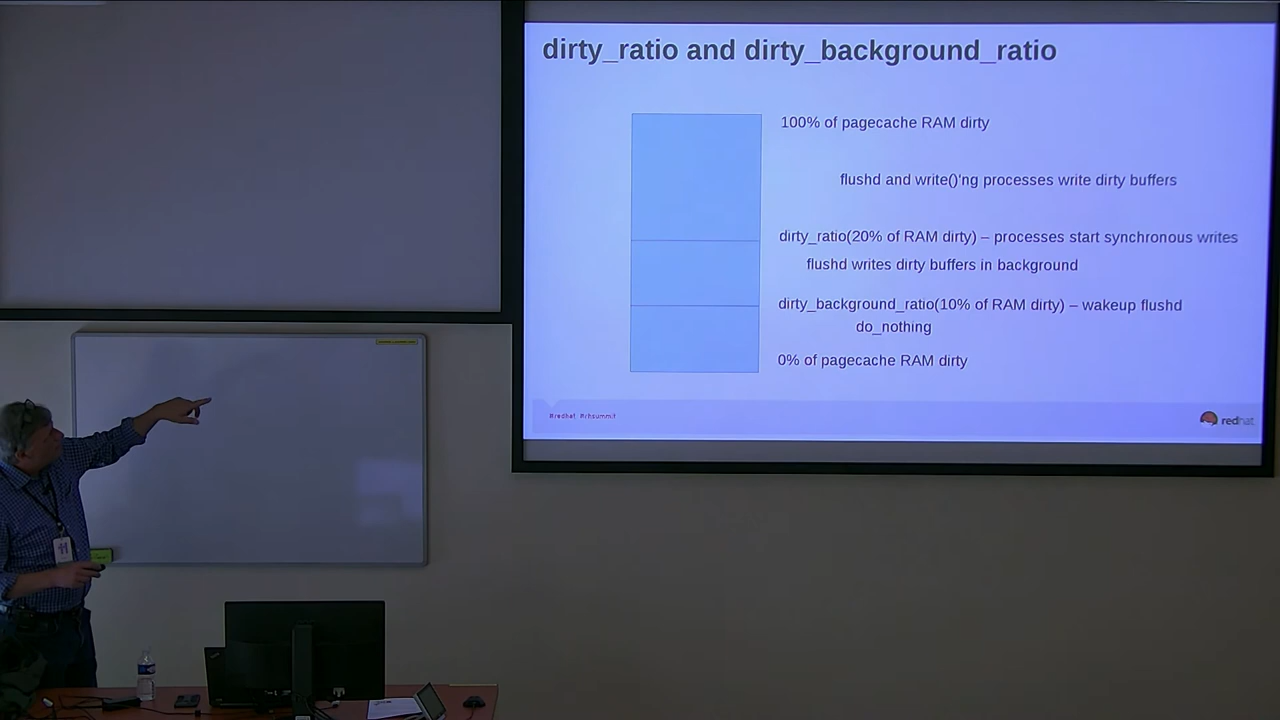 dirty_ratio and dirty_background_ratio
100% of pagecache RAM dirty
flushd and write()'ng processes write dirty buffers
dirty_ratio(20% of RAM dirty) – processes start synchronous writes
flushd writes dirty buffers in background
dirty_background_ratio(10% of RAM dirty) – wakeup flushd
do_nothing
0% of pagecache RAM dirty
#redhat #rhsummit
redhat